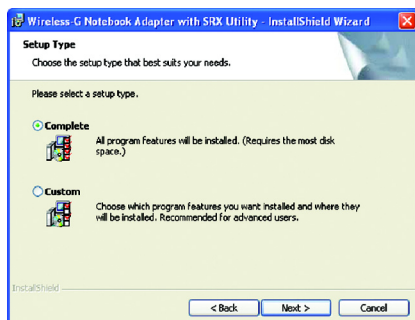 Wireless-G Notebook Adapter with SRX Utility - InstallShield Wizard
Setup Type
Choose the setup type that best suits your needs.
Please select a setup type.
Complete
All program features will be installed. (Requires the most disk
space.)
Custom
Choose which program features you want installed and where they
will be installed. Recommended for advanced users.
InstallShield
< Back
Next >
Cancel